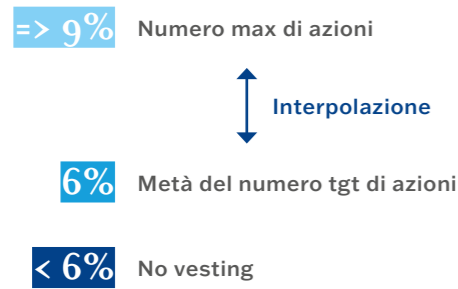 => 9% Numero max di azioni
Interpolazione
6% Metà del numero tgt di azioni
< 6% No vesting